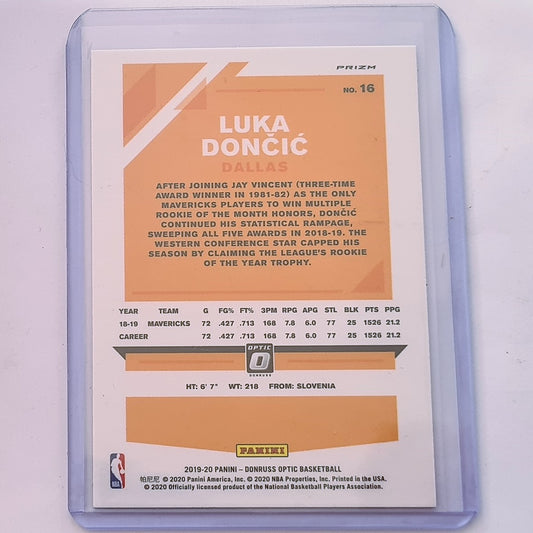 PRIZM
NO. 16
LUKA
DONČIĆ
DALLAS
AFTER JOINING JAY VINCENT (THREE-TIME
AWARD WINNER IN 1981-82) AS THE ONLY
MAVERICKS PLAYERS TO WIN MULTIPLE
ROOKIE OF THE MONTH HONORS, DONČIĆ
CONTINUED HIS STATISTICAL RAMPAGE,
SWEEPING ALL FIVE AWARDS IN 2018-19. THE
WESTERN CONFERENCE STAR CAPPED HIS
SEASON BY CLAIMING THE LEAGUE'S ROOKIE
OF THE YEAR TROPHY.
YEAR TEAM G FG% FT% 3PM RPG APG STL BLK PTS PPG
18-19 MAVERICKS 72 .427 .713 168 7.8 6.0 77 25 1526 21.2
CAREER 72 .427 .713 168 7.8 6.0 77 25 1526 21.2
OPTIC
DONRUSS
HT: 6' 7" WT: 218 FROM: SLOVENIA
PANINI
2019-20 PANINI – DONRUSS OPTIC BASKETBALL
帕尼尼 © 2020 Panini America, Inc. © 2020 NBA Properties, Inc. Printed in the USA.
© 2020 Officially licensed product of the National Basketball Players Association.
NBA